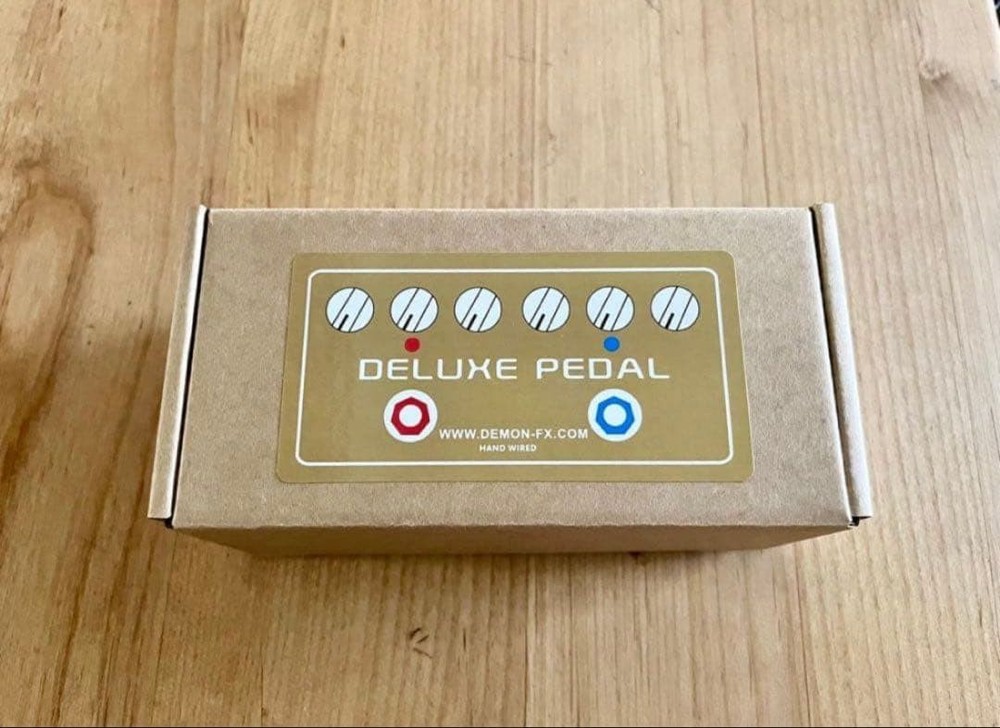 DELUXE PEDAL
WWW.DEMON-FX.COM
HAND WIRED